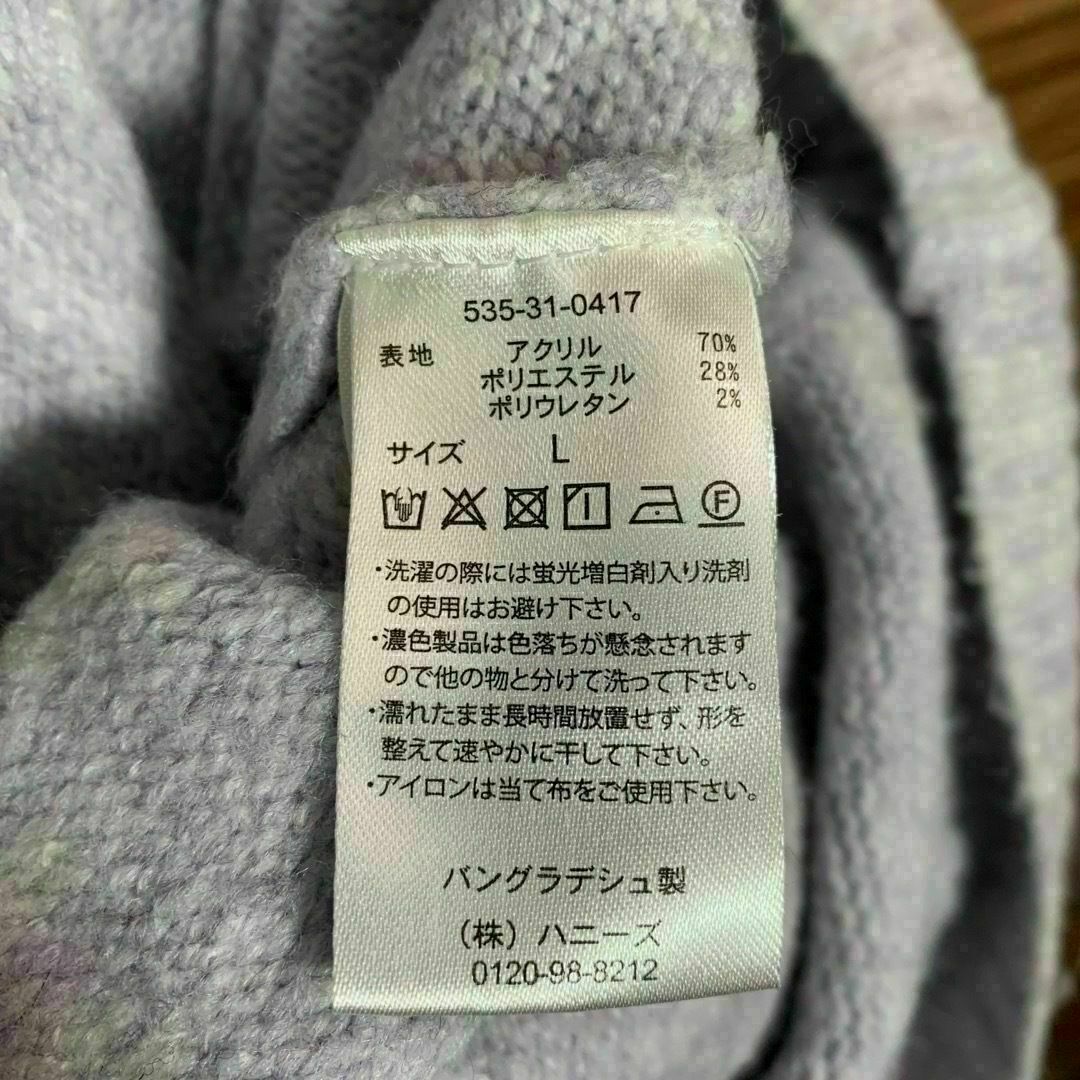 535-31-0417
表地 アクリル 70%
ポリエステル 28%
ポリウレタン 2%
サイズ L
F
・洗濯の際には蛍光増白剤入り洗剤
の使用はお避け下さい。
・濃色製品は色落ちが懸念されます
ので他の物と分けて洗って下さい。
・濡れたまま長時間放置せず、形を
整えて速やかに干して下さい。
・アイロンは当て布をご使用下さい。
バングラデシュ製
(株)ハニーズ
0120-98-8212